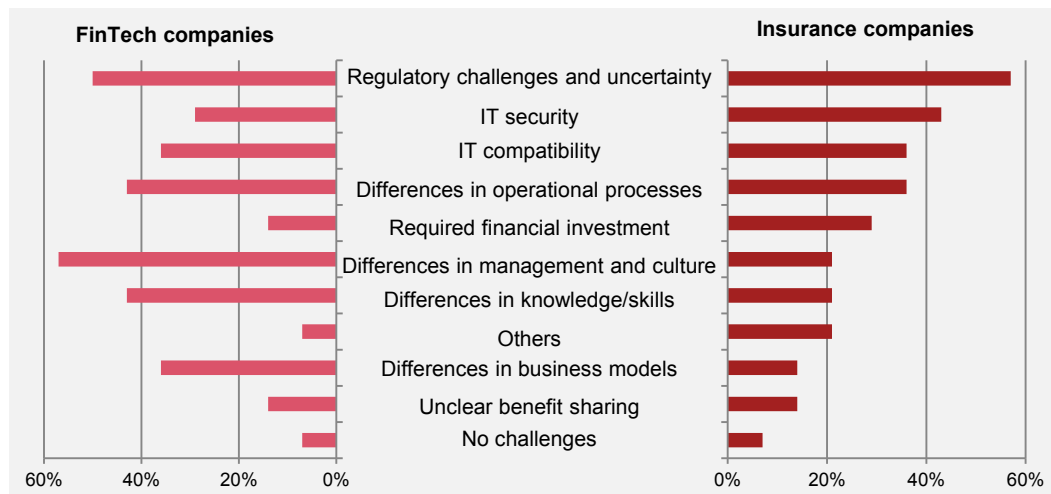 FinTech companies
Insurance companies
Regulatory challenges and uncertainty
IT security
IT compatibility
Differences in operational processes
Required financial investment
Differences in management and culture
Differences in knowledge/skills
Others
Differences in business models
Unclear benefit sharing
No challenges
60% 40% 20% 0%
0% 20% 40% 60%